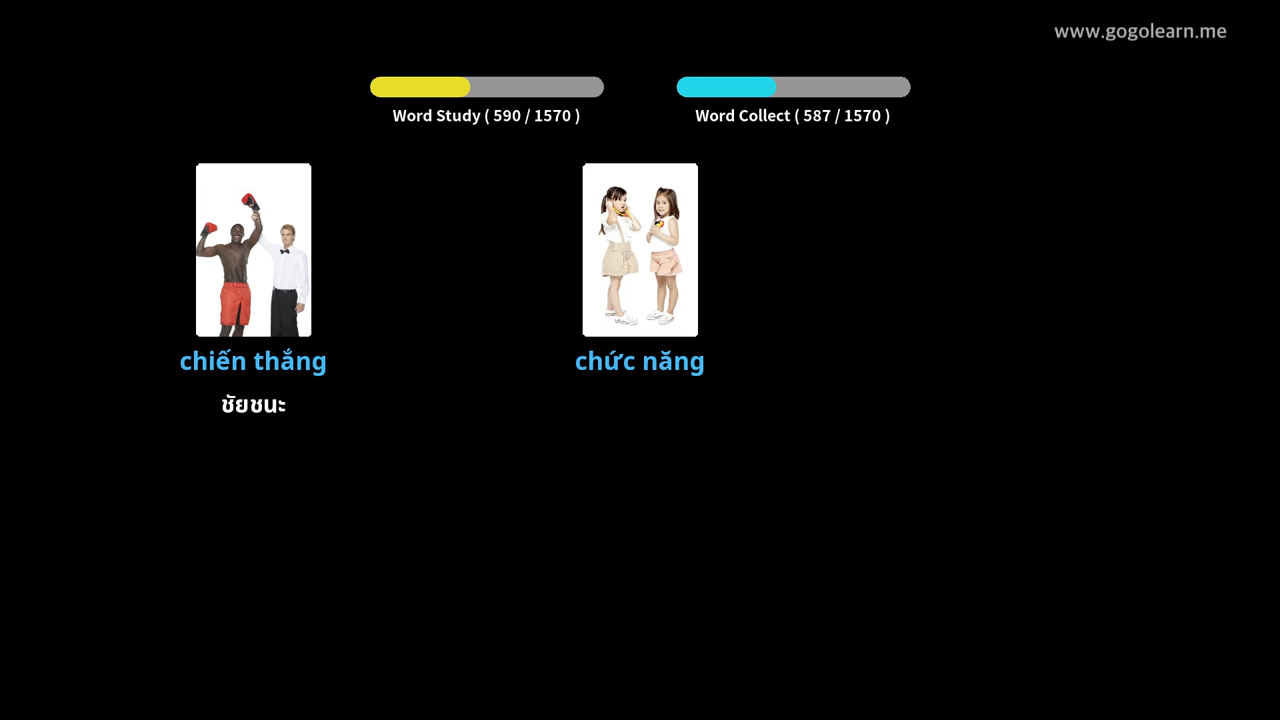 www.gogolearn.me
Word Study ( 590 / 1570 )
Word Collect ( 587 / 1570 )
chiến thắng
chức năng
ชัยชนะ